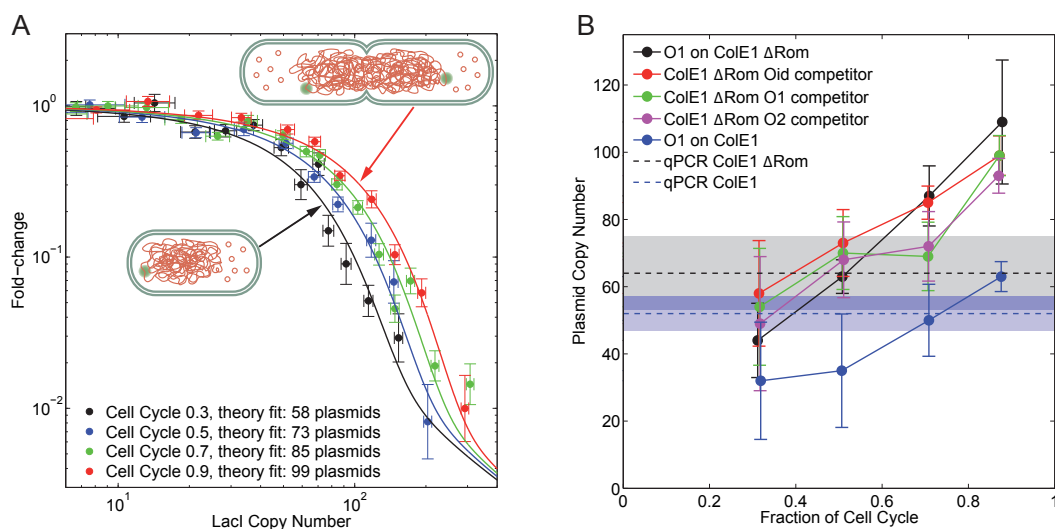 A
Fold-change
10^0
10^-1
10^-2
Cell Cycle 0.3, theory fit: 58 plasmids
Cell Cycle 0.5, theory fit: 73 plasmids
Cell Cycle 0.7, theory fit: 85 plasmids
Cell Cycle 0.9, theory fit: 99 plasmids
10^1
10^2
LacI Copy Number
B
Plasmid Copy Number
120
100
80
60
40
20
0
O1 on ColE1 ΔRom
ColE1 ΔRom Oid competitor
ColE1 ΔRom O1 competitor
ColE1 ΔRom O2 competitor
O1 on ColE1
qPCR ColE1 ΔRom
qPCR ColE1
0 0.2 0.4 0.6 0.8 1
Fraction of Cell Cycle